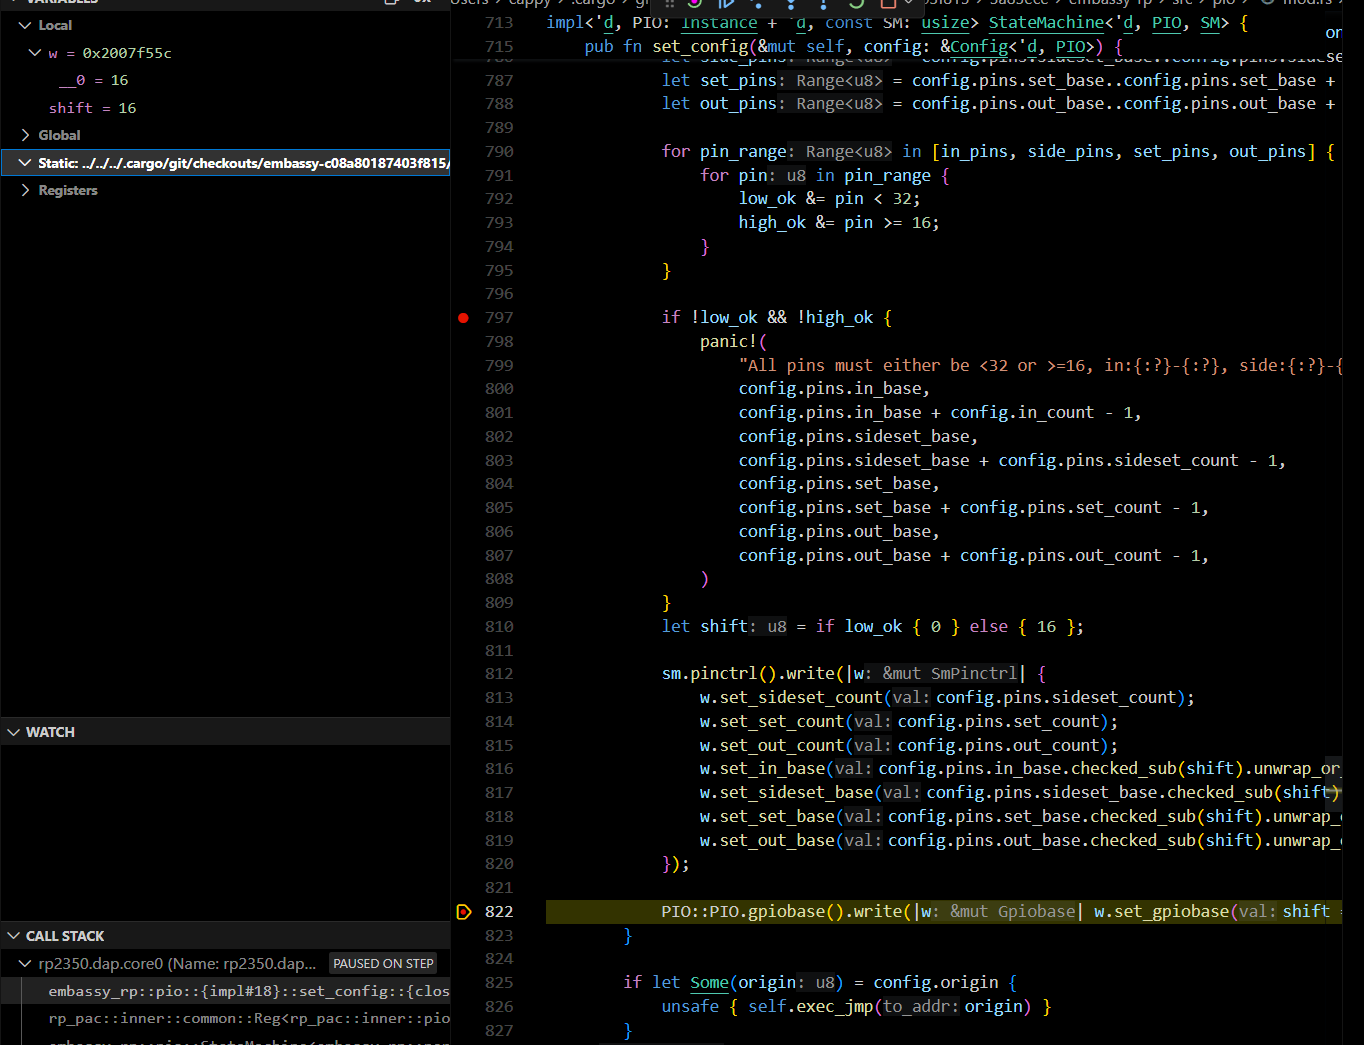 VARIABLES
Local
w = 0x2007f55c
__0 = 16
shift = 16
Global
Static: ../../../.cargo/git/checkouts/embassy-c08a80187403f815/
Registers
WATCH
CALL STACK
rp2350.dap.core0 (Name: rp2350.dap... PAUSED ON STEP
embassy_rp::pio::{impl#18}::set_config::{clos
rp_pac::inner::common::Reg<rp_pac::inner::pio
713 impl<'d, PIO: Instance + 'd, const SM: usize> StateMachine<'d, PIO, SM> {
715 pub fn set_config(&mut self, config: &Config<'d, PIO>) {
787 let set_pins: Range<u8> = config.pins.set_base..config.pins.set_base +
788 let out_pins: Range<u8> = config.pins.out_base..config.pins.out_base +
789
790 for pin_range: Range<u8> in [in_pins, side_pins, set_pins, out_pins] {
791 for pin: u8 in pin_range {
792 low_ok &= pin < 32;
793 high_ok &= pin >= 16;
794 }
795 }
796
797 if !low_ok && !high_ok {
798 panic!(
799 "All pins must either be <32 or >=16, in:{:?}-{:?}, side:{:?}-{
800 config.pins.in_base,
801 config.pins.in_base + config.in_count - 1,
802 config.pins.sideset_base,
803 config.pins.sideset_base + config.pins.sideset_count - 1,
804 config.pins.set_base,
805 config.pins.set_base + config.pins.set_count - 1,
806 config.pins.out_base,
807 config.pins.out_base + config.pins.out_count - 1,
808 )
809 }
810 let shift: u8 = if low_ok { 0 } else { 16 };
811
812 sm.pinctrl().write(|w: &mut SmPinctrl| {
813 w.set_sideset_count(val: config.pins.sideset_count);
814 w.set_set_count(val: config.pins.set_count);
815 w.set_out_count(val: config.pins.out_count);
816 w.set_in_base(val: config.pins.in_base.checked_sub(shift).unwrap_or
817 w.set_sideset_base(val: config.pins.sideset_base.checked_sub(shift)
818 w.set_set_base(val: config.pins.set_base.checked_sub(shift).unwrap_
819 w.set_out_base(val: config.pins.out_base.checked_sub(shift).unwrap_
820 });
821
822 PIO::PIO.gpiobase().write(|w: &mut Gpiobase| w.set_gpiobase(val: shift
823 }
824
825 if let Some(origin: u8) = config.origin {
826 unsafe { self.exec_jmp(to_addr: origin) }
827 }